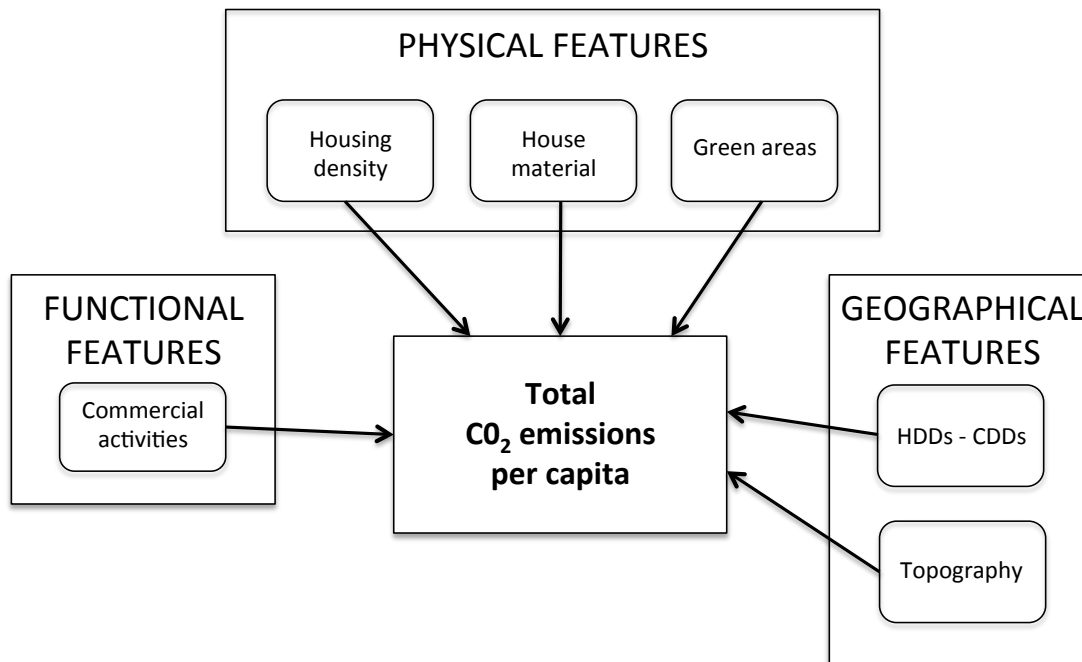 PHYSICAL FEATURES
Housing
density
House
material
Green areas
FUNCTIONAL
FEATURES
Commercial
activities
Total
C0₂ emissions
per capita
GEOGRAPHICAL
FEATURES
HDDs - CDDs
Topography